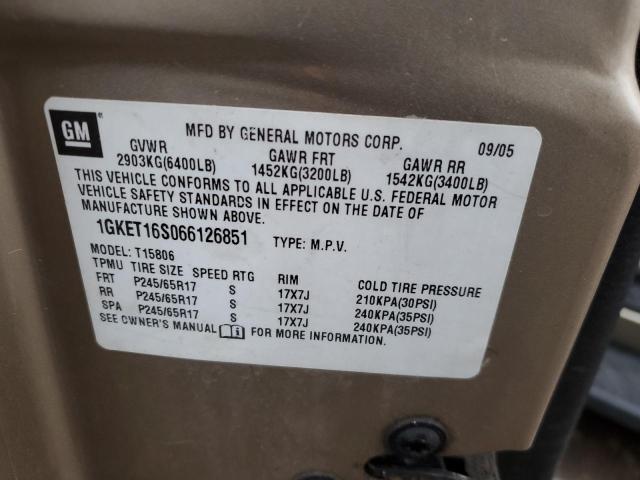 GM
MFD BY GENERAL MOTORS CORP. 09/05
GVWR GAWR FRT GAWR RR
2903KG(6400LB) 1452KG(3200LB) 1542KG(3400LB)
THIS VEHICLE CONFORMS TO ALL APPLICABLE U.S. FEDERAL MOTOR
VEHICLE SAFETY STANDARDS IN EFFECT ON THE DATE OF
MANUFACTURE SHOWN ABOVE.
1GKET16S066126851 TYPE: M.P.V.
MODEL: T15806
TPMU TIRE SIZE SPEED RTG RIM COLD TIRE PRESSURE
FRT P245/65R17 S 17X7J 210KPA(30PSI)
RR P245/65R17 S 17X7J 240KPA(35PSI)
SPA P245/65R17 S 17X7J 240KPA(35PSI)
SEE OWNER'S MANUAL FOR MORE INFORMATION.